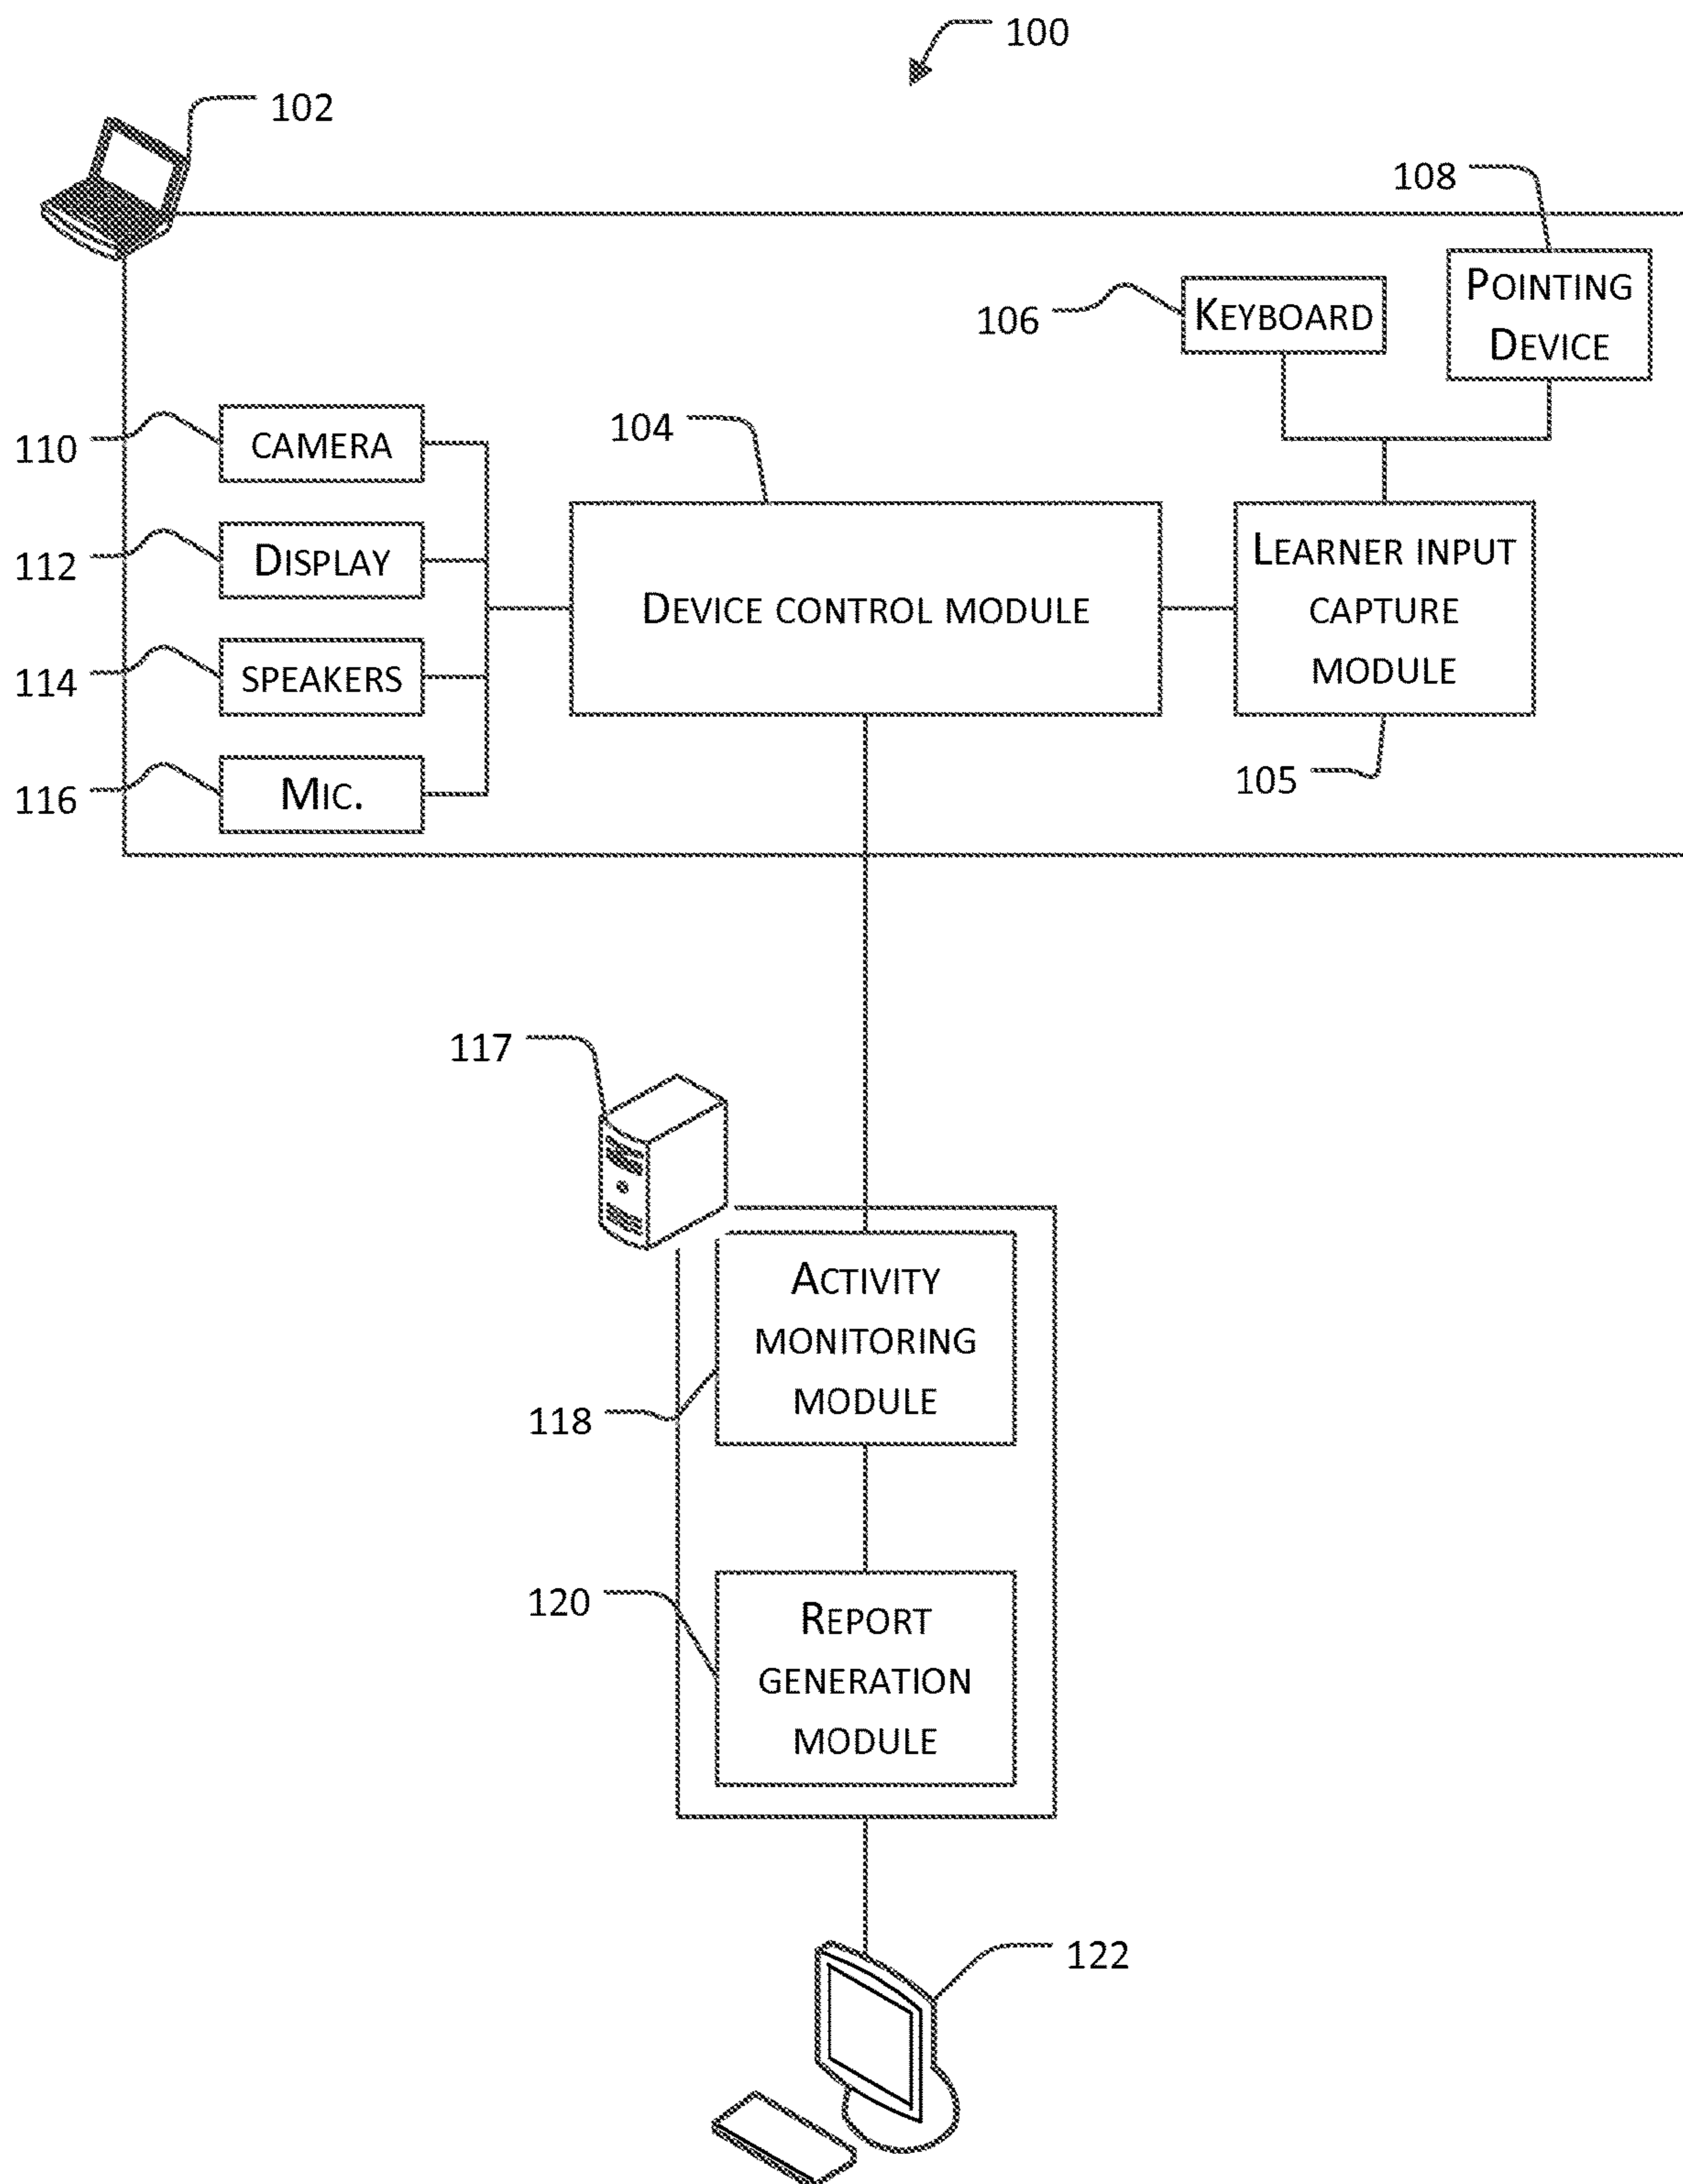 100
102
108
POINTING
DEVICE
106
KEYBOARD
110
CAMERA
104
112
DISPLAY
DEVICE CONTROL MODULE
LEARNER INPUT
CAPTURE
MODULE
114
SPEAKERS
105
116
MIC.
117
ACTIVITY
MONITORING
MODULE
118
120
REPORT
GENERATION
MODULE
122